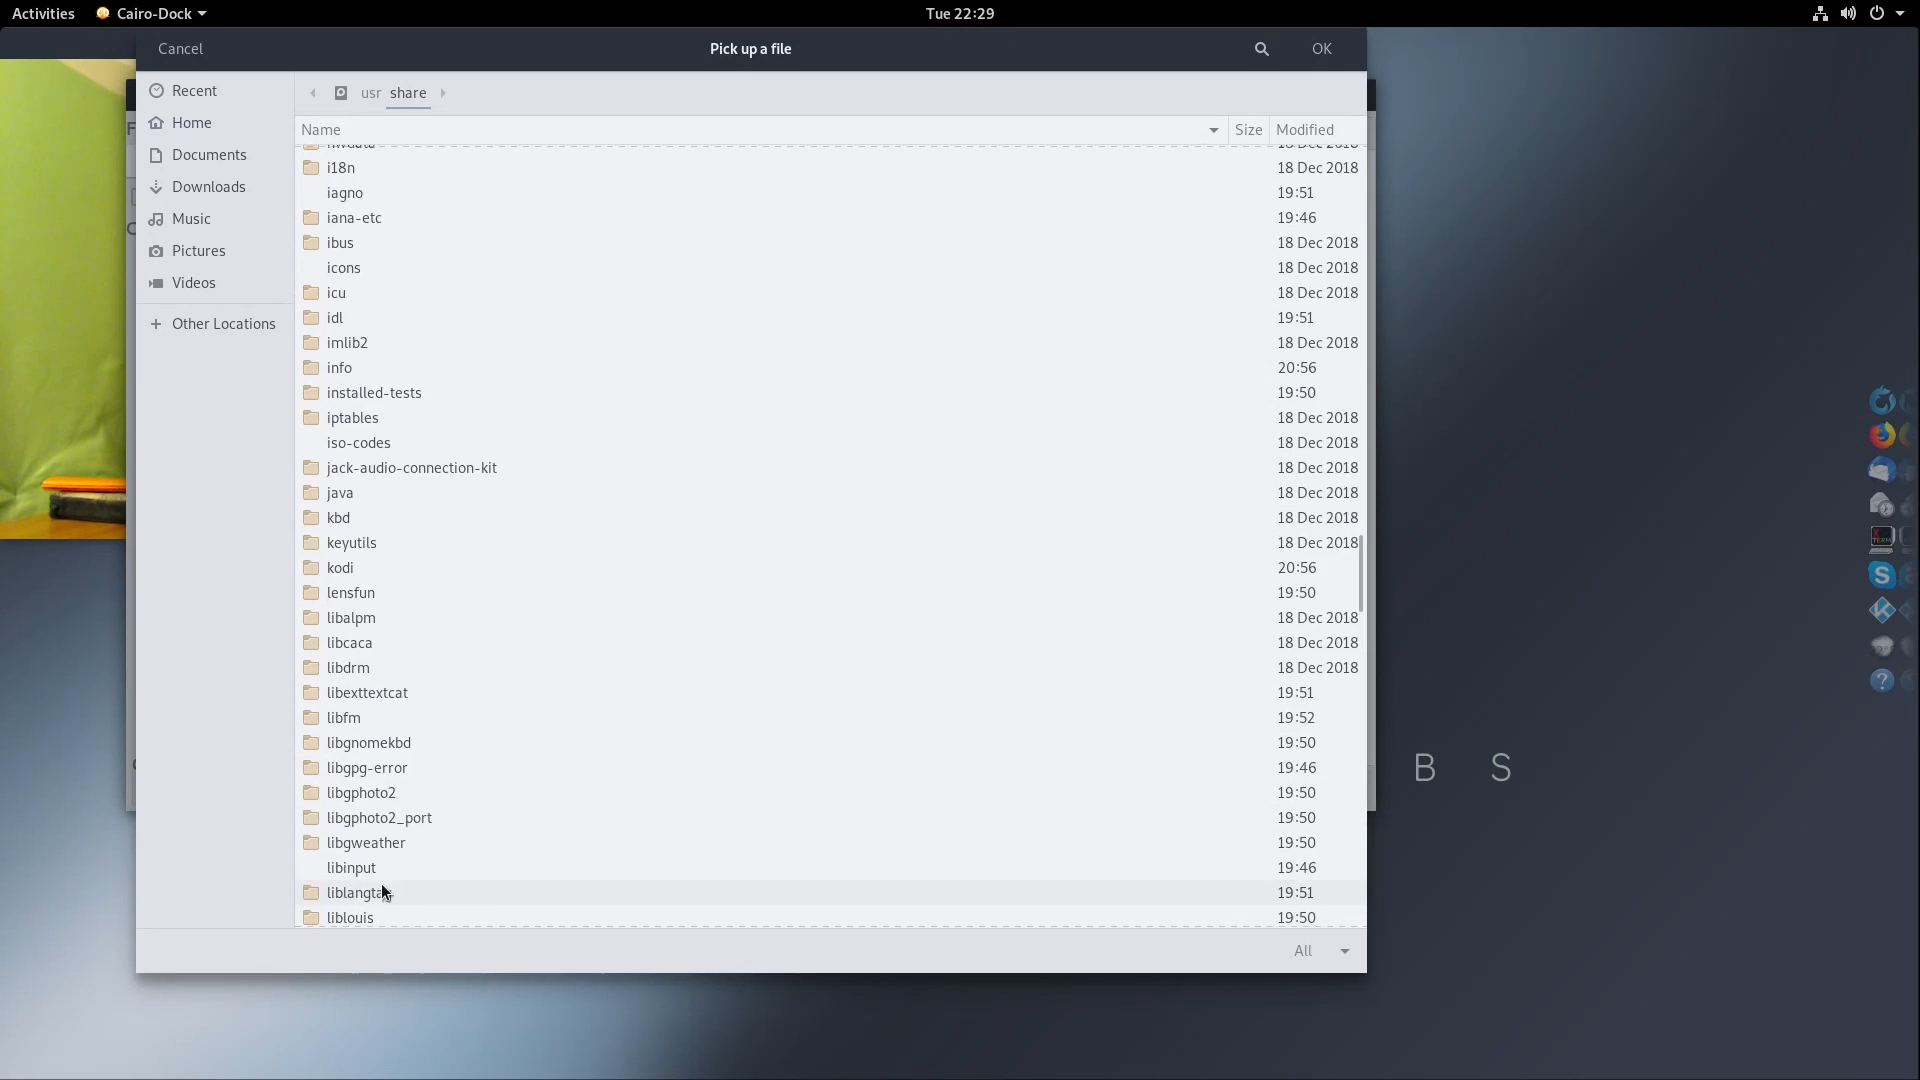 Activities Cairo-Dock Tue 22:29
Cancel Pick up a file OK
Recent
Home
Documents
Downloads
Music
Pictures
Videos
Other Locations
usr share
Name Size Modified
i18n 18 Dec 2018
iagno 19:51
iana-etc 19:46
ibus 18 Dec 2018
icons 18 Dec 2018
icu 18 Dec 2018
idl 19:51
imlib2 18 Dec 2018
info 20:56
installed-tests 19:50
iptables 18 Dec 2018
iso-codes 18 Dec 2018
jack-audio-connection-kit 18 Dec 2018
java 18 Dec 2018
kbd 18 Dec 2018
keyutils 18 Dec 2018
kodi 20:56
lensfun 19:50
libalpm 18 Dec 2018
libcaca 18 Dec 2018
libdrm 18 Dec 2018
libexttextcat 19:51
libfm 19:52
libgnomekbd 19:50
libgpg-error 19:46
libgphoto2 19:50
libgphoto2_port 19:50
libgweather 19:50
libinput 19:46
19:51
liblouis 19:50
All
B S